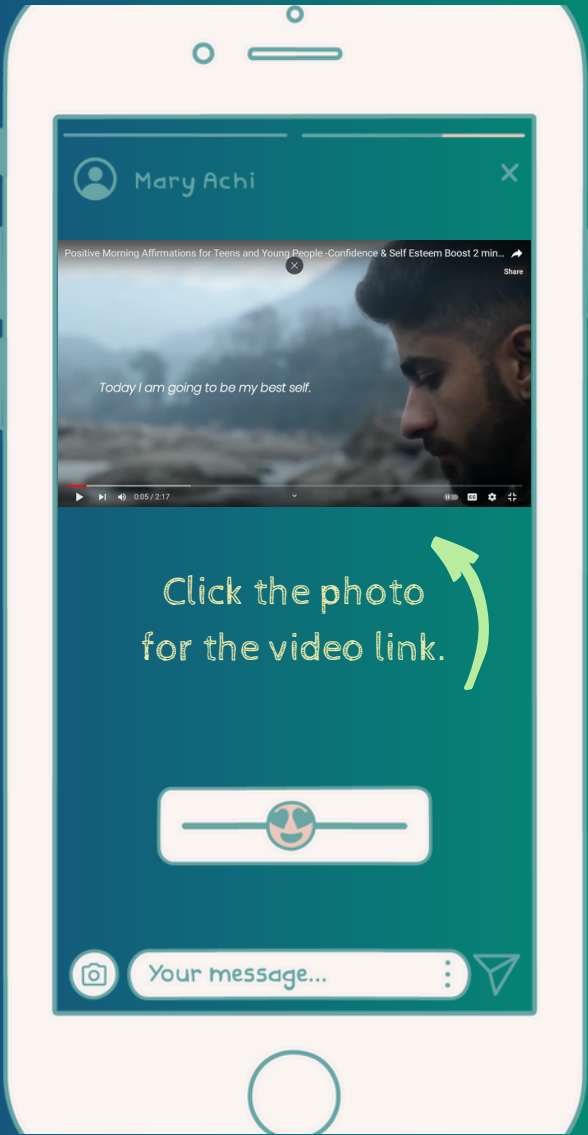 Mary Achi
Positive Morning Affirmations for Teens and Young People -Confidence & Self Esteem Boost 2 min...
Share
Today I am going to be my best self.
0:05 / 2:17
CC
Click the photo
for the video link.
Your message...